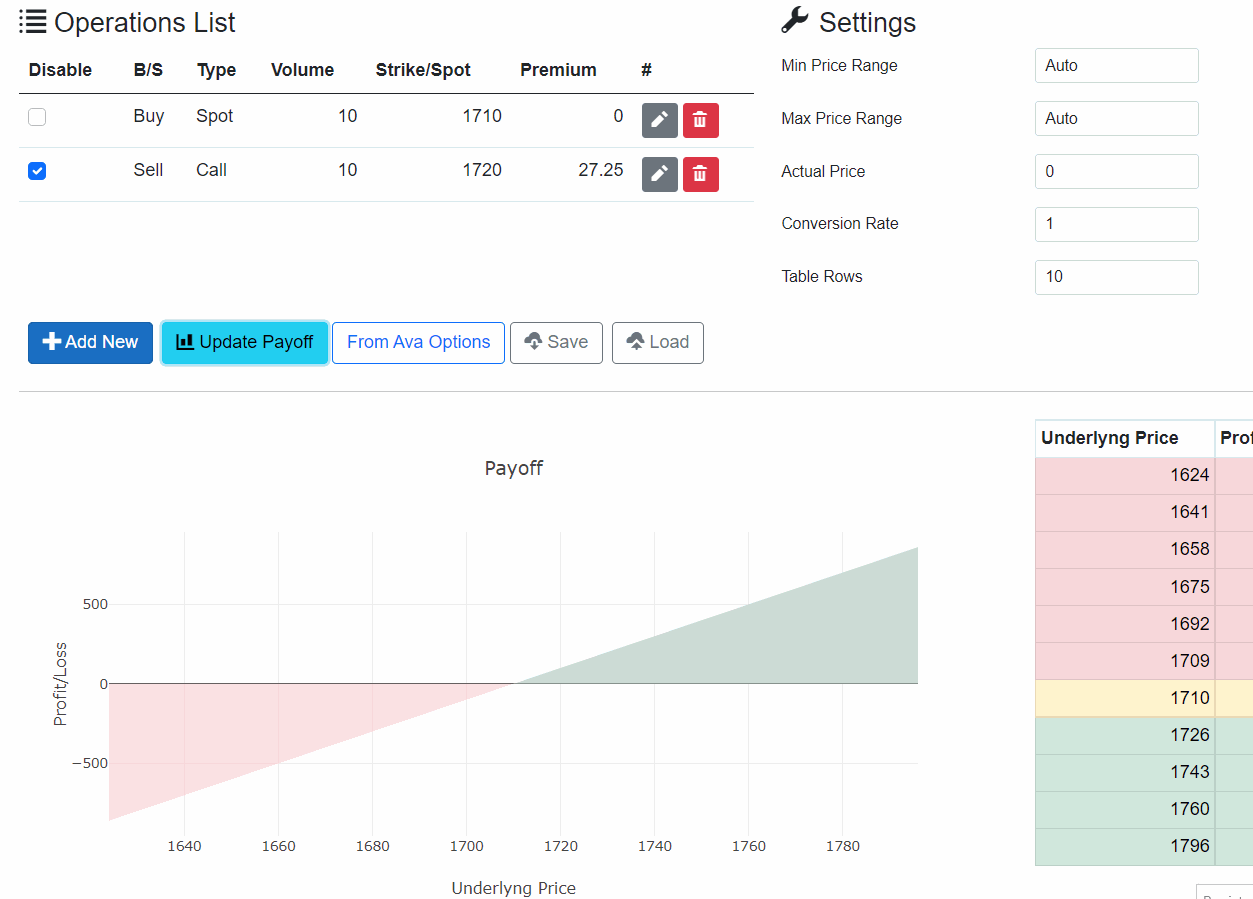 Operations List
Disable B/S Type Volume Strike/Spot Premium #
Buy Spot 10 1710 0
Sell Call 10 1720 27.25
Add New Update Payoff From Ava Options Save Load
Settings
Min Price Range Auto
Max Price Range Auto
Actual Price 0
Conversion Rate 1
Table Rows 10
Payoff
500
0
−500
Profit/Loss
1640 1660 1680 1700 1720 1740 1760 1780
Underlyng Price
Underlyng Price Prof
1624
1641
1658
1675
1692
1709
1710
1726
1743
1760
1796